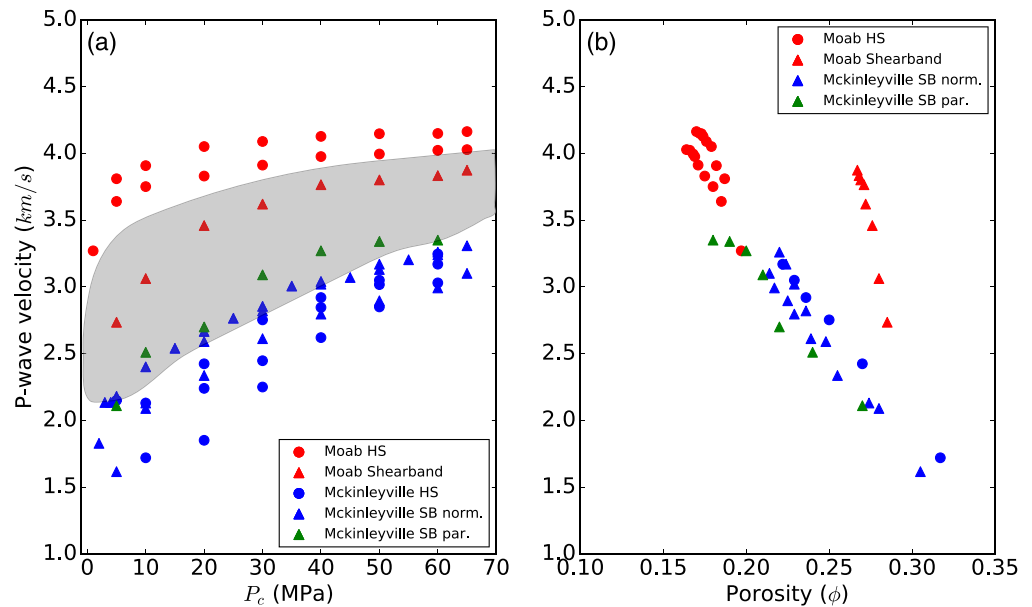 (a)
5.0
4.5
4.0
3.5
3.0
2.5
2.0
1.5
1.0
P-wave velocity (km/s)
0
10
20
30
40
50
60
70
P_c (MPa)
Moab HS
Moab Shearband
Mckinleyville HS
Mckinleyville SB norm.
Mckinleyville SB par.
(b)
5.0
4.5
4.0
3.5
3.0
2.5
2.0
1.5
1.0
0.10
0.15
0.20
0.25
0.30
0.35
Porosity (ϕ)
Moab HS
Moab Shearband
Mckinleyville SB norm.
Mckinleyville SB par.